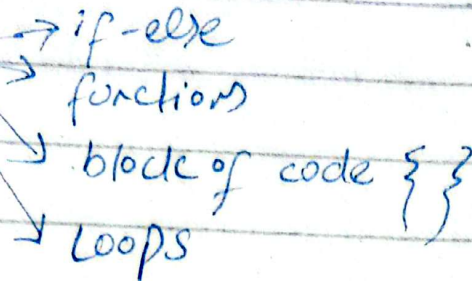 → if-else
→ functions
→ block of code { }
→ Loops